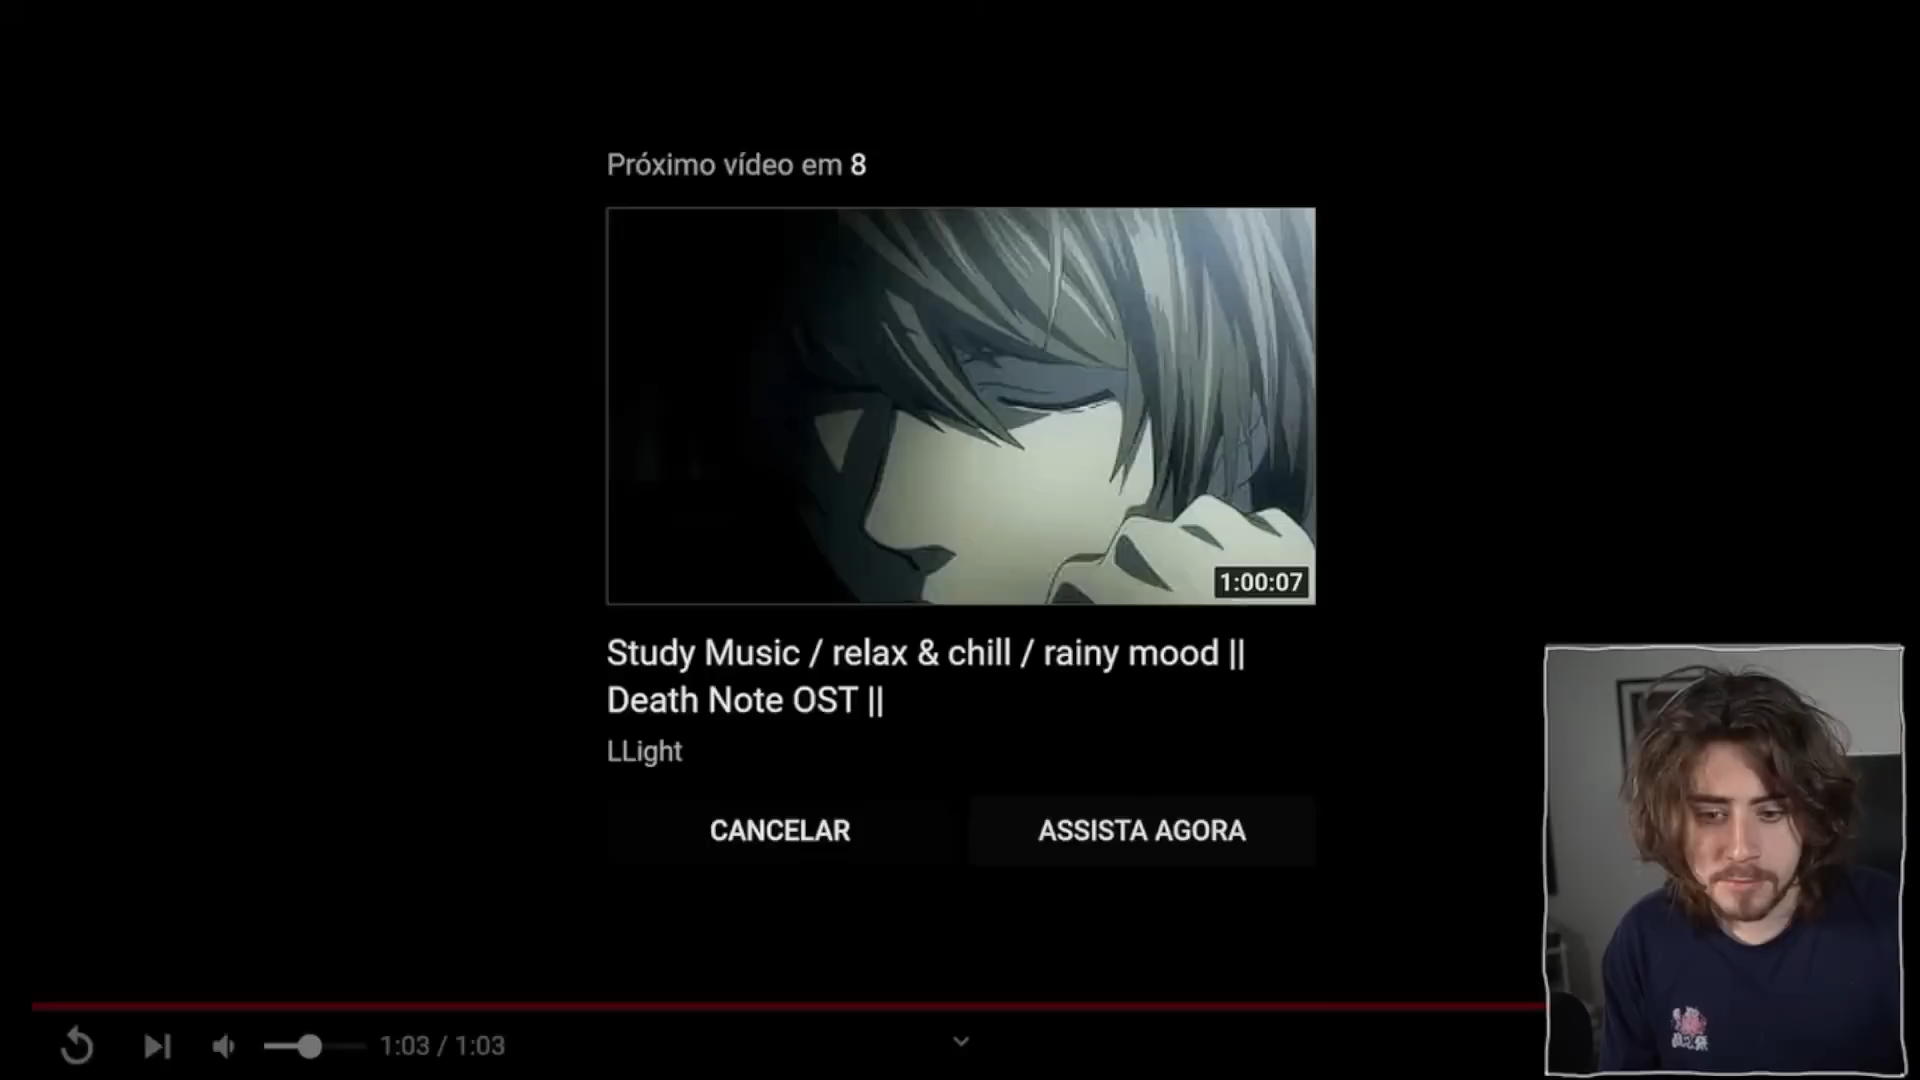 Próximo vídeo em 8
1:00:07
Study Music / relax & chill / rainy mood ||
Death Note OST ||
LLight
CANCELAR
ASSISTA AGORA
1:03 / 1:03